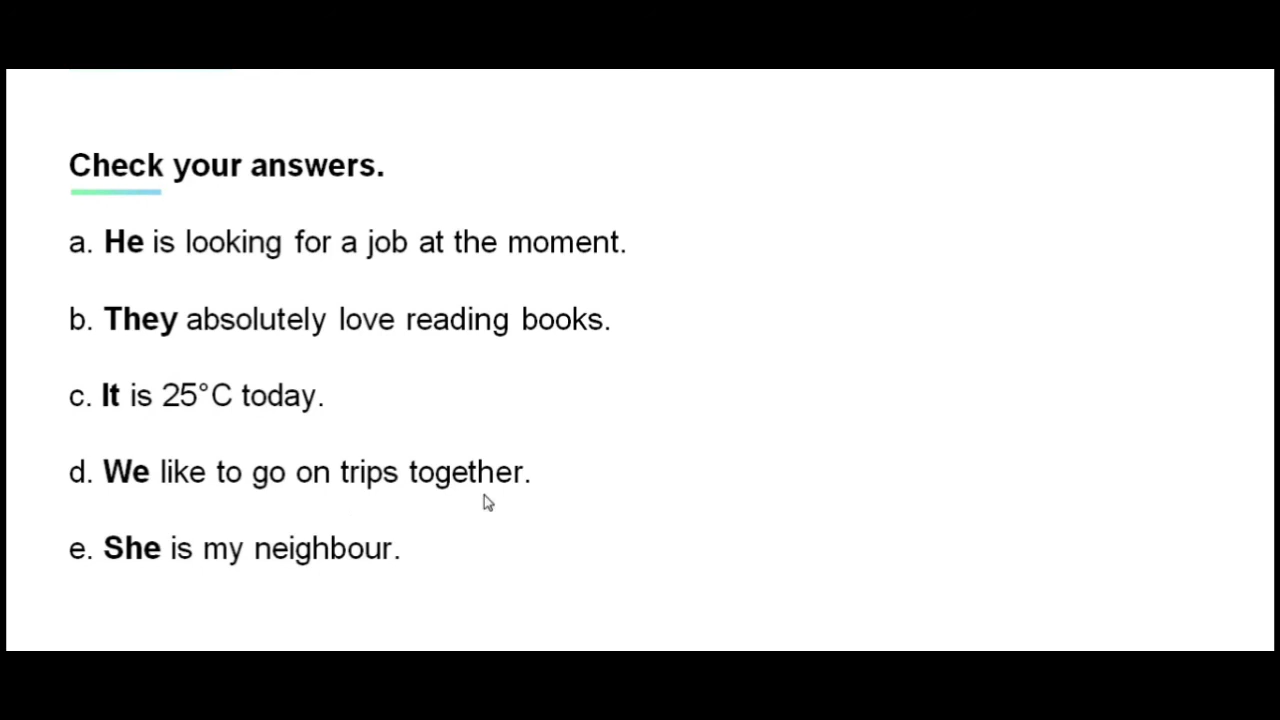 Check your answers.
a. He is looking for a job at the moment.
b. They absolutely love reading books.
c. It is 25°C today.
d. We like to go on trips together.
e. She is my neighbour.